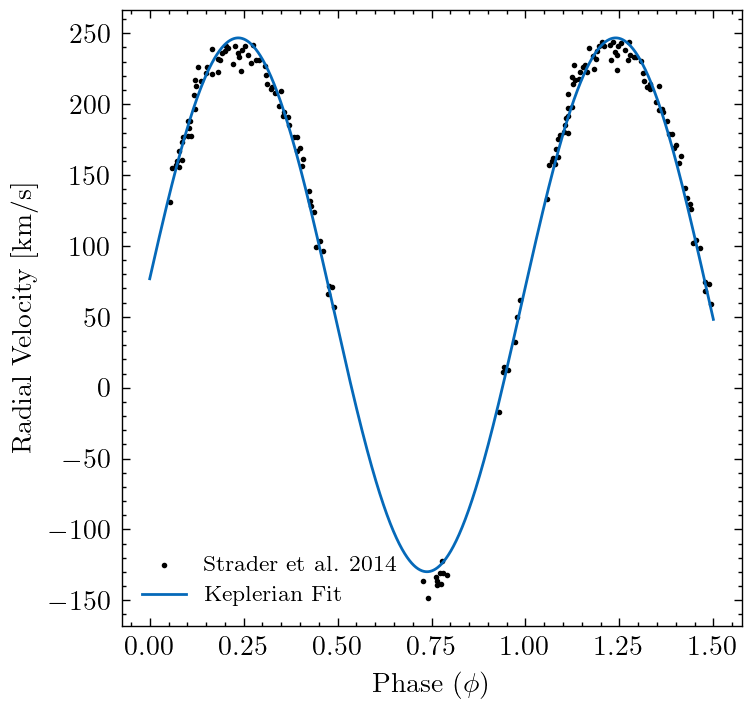 250
200
150
100
50
0
−50
−100
−150
Radial Velocity [km/s]
Strader et al. 2014
Keplerian Fit
0.00 0.25 0.50 0.75 1.00 1.25 1.50
Phase (ϕ)